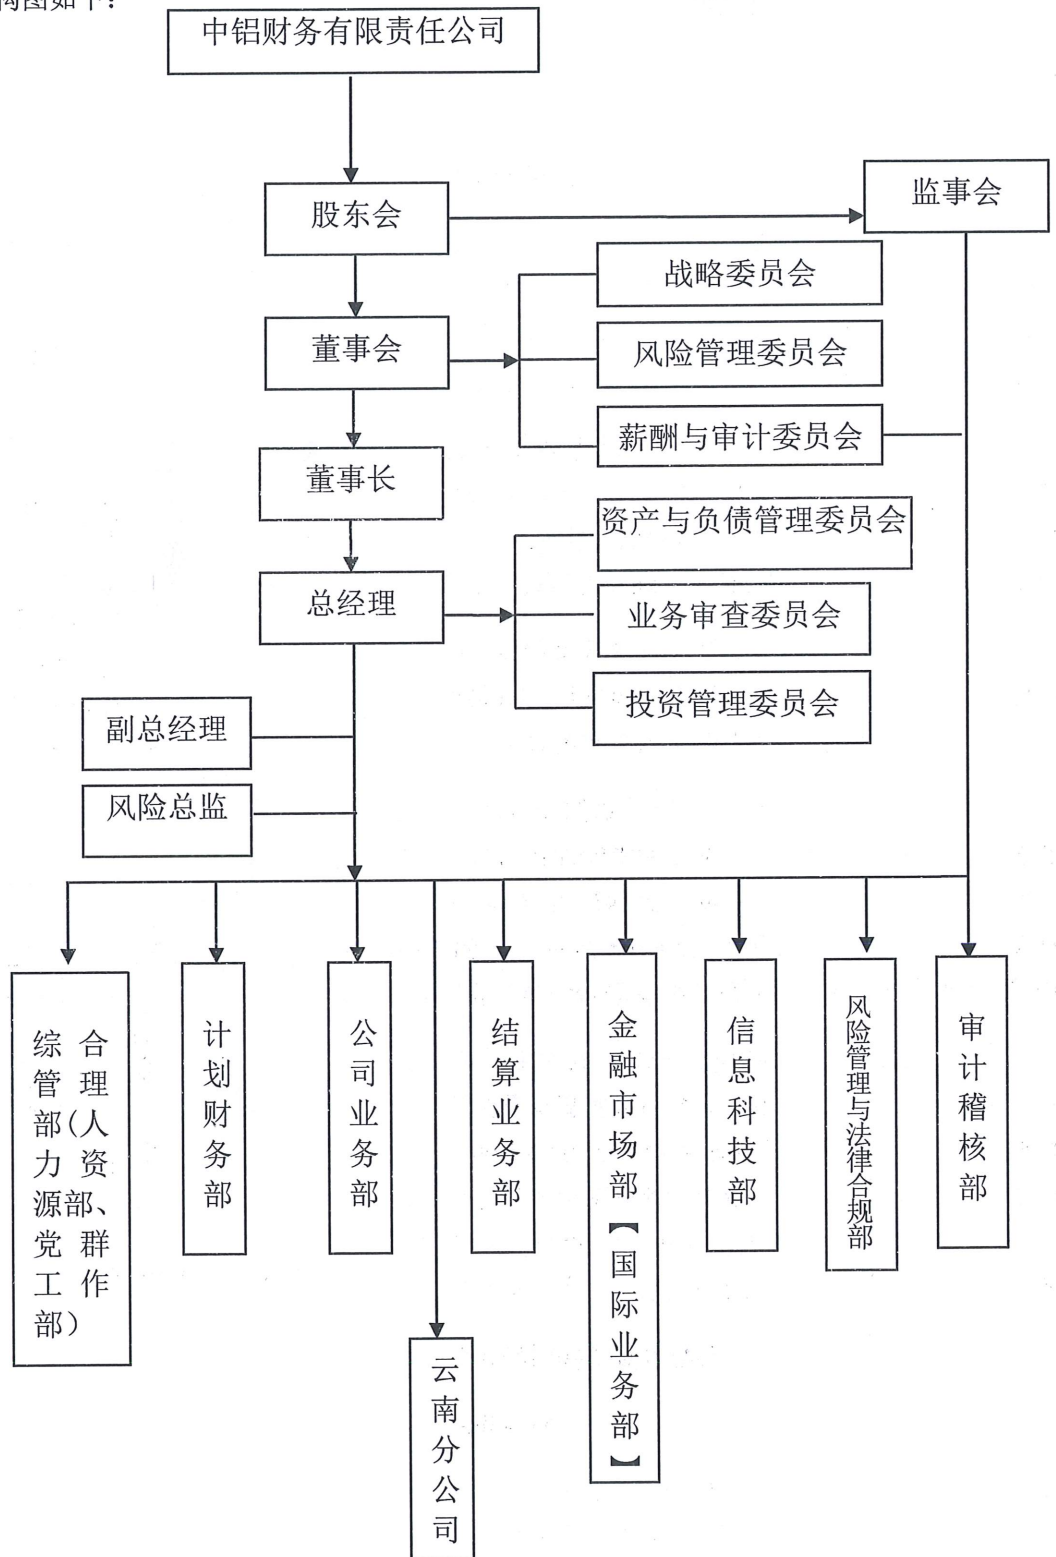 构图如下：
中铝财务有限责任公司
股东会
监事会
战略委员会
董事会
风险管理委员会
薪酬与审计委员会
董事长
资产与负债管理委员会
总经理
业务审查委员会
投资管理委员会
副总经理
风险总监
综合
管理
部(人
力资
源部、
党群
工作
部）
计划财务部
公司业务部
云南分公司
结算业务部
金融市场部【国际业务部】
信息科技部
风险管理与法律合规部
审计稽核部